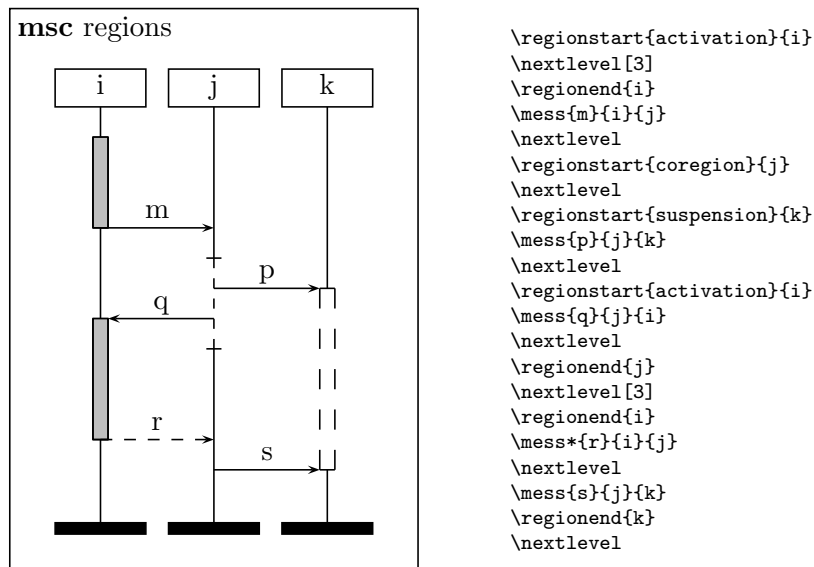 msc regions
i j k
m
p
q
r
s
\regionstart{activation}{i}
\nextlevel[3]
\regionend{i}
\mess{m}{i}{j}
\nextlevel
\regionstart{coregion}{j}
\nextlevel
\regionstart{suspension}{k}
\mess{p}{j}{k}
\nextlevel
\regionstart{activation}{i}
\mess{q}{j}{i}
\nextlevel
\regionend{j}
\nextlevel[3]
\regionend{i}
\mess*{r}{i}{j}
\nextlevel
\mess{s}{j}{k}
\regionend{k}
\nextlevel